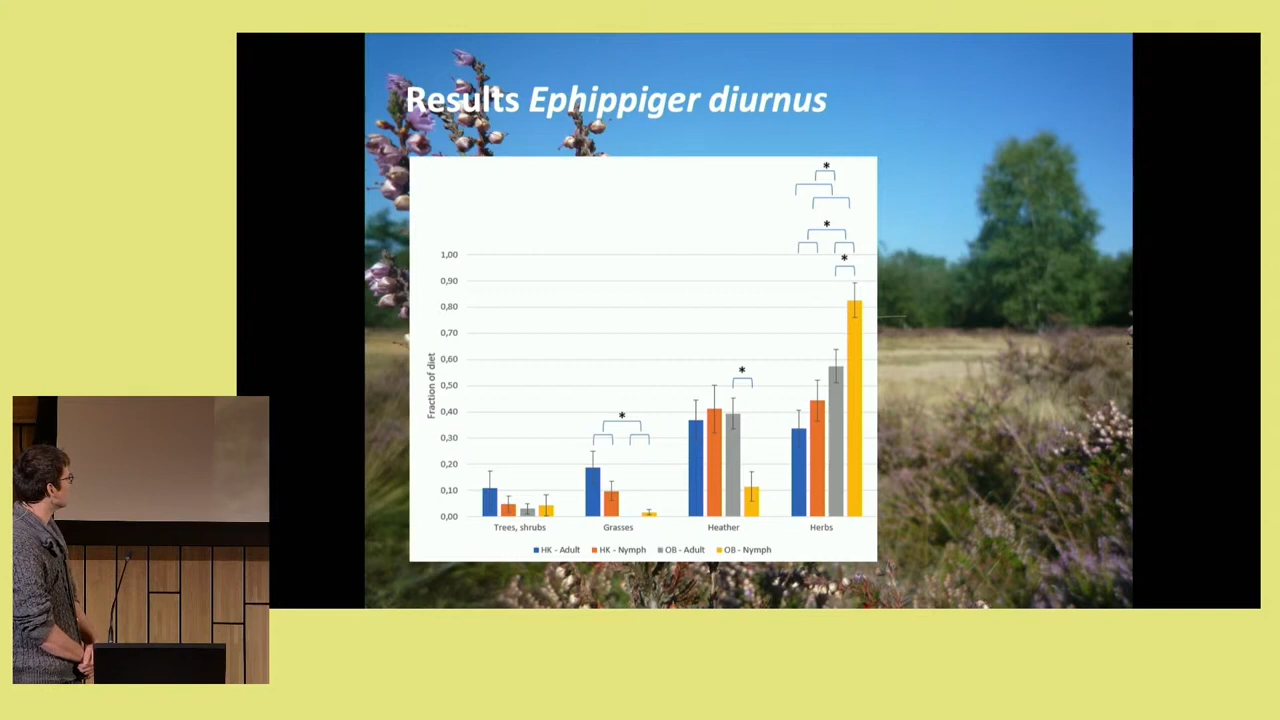 Results Ephippiger diurnus
*
*
*
1,00
0,90
0,80
0,70
0,60
0,50
0,40
0,30
0,20
0,10
0,00
Fraction of diet
*
*
Trees, shrubs
Grasses
Heather
Herbs
HK - Adult
HK - Nymph
OB - Adult
OB - Nymph